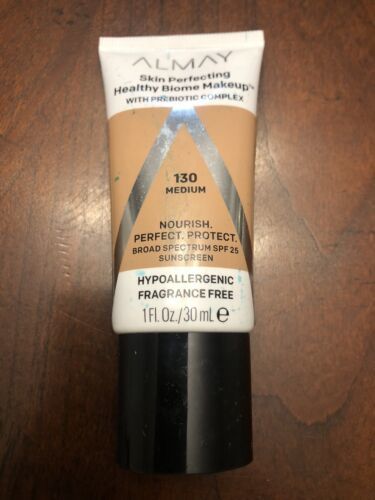 ALMAY
Skin Perfecting
Healthy Biome Makeup™
WITH PREBIOTIC COMPLEX
130
MEDIUM
NOURISH.
PERFECT. PROTECT.
BROAD SPECTRUM SPF 25
SUNSCREEN
HYPOALLERGENIC
FRAGRANCE FREE
1 Fl. Oz./30 mL ℮